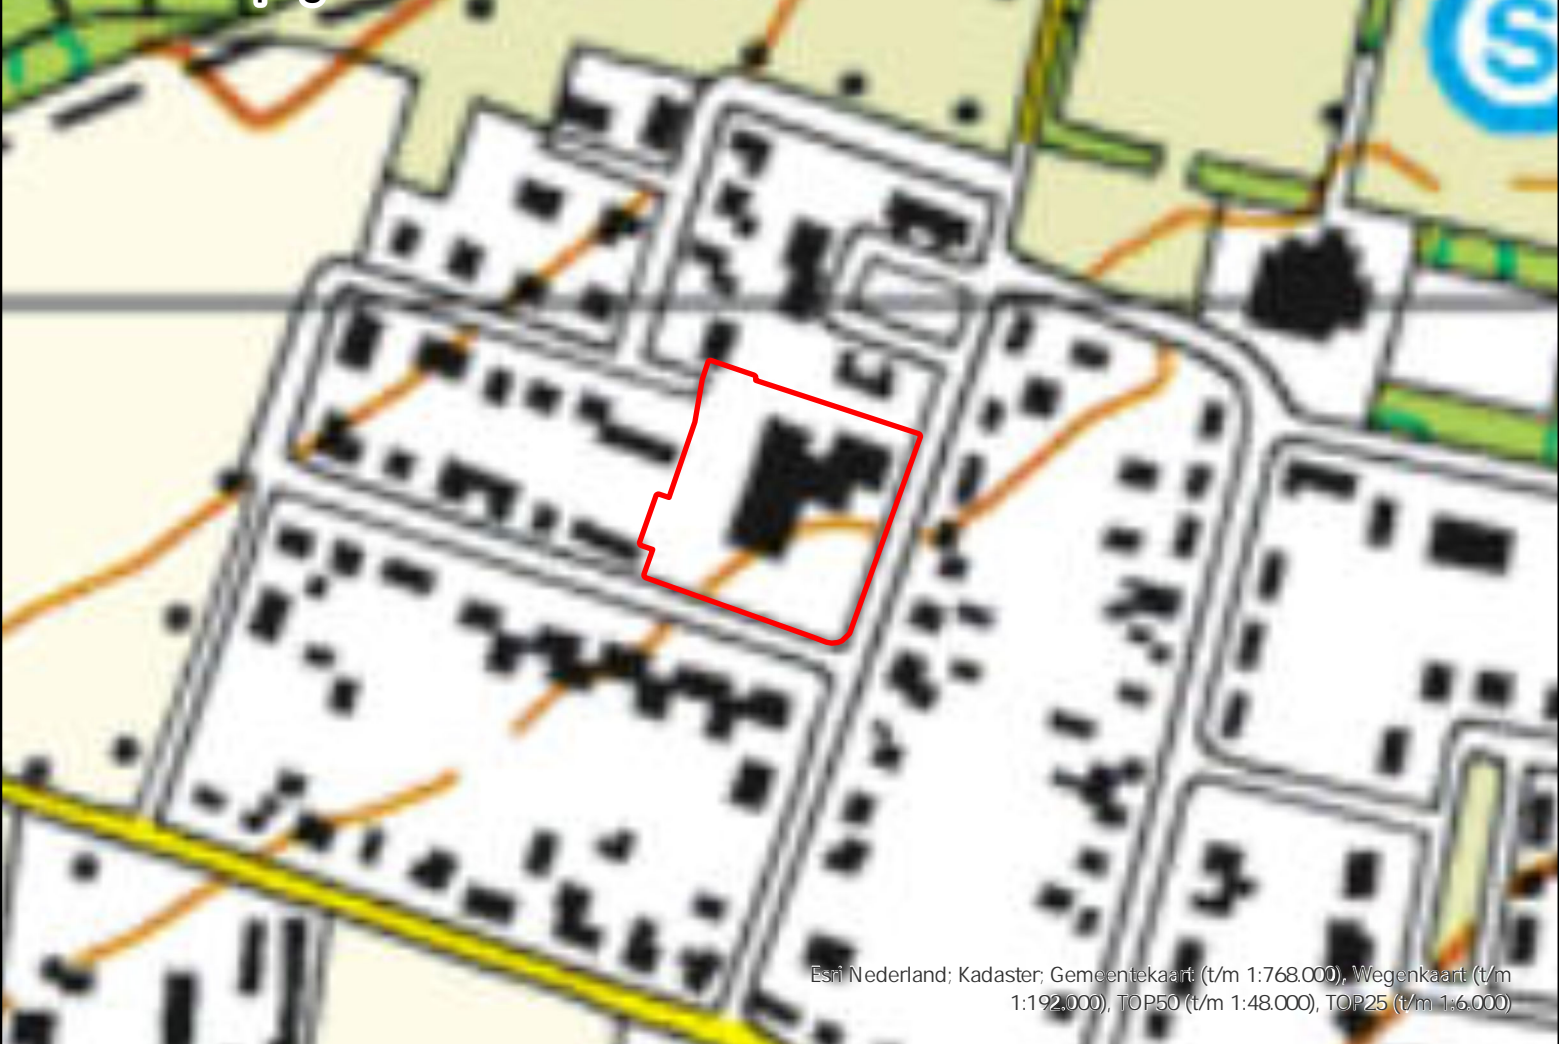 S
Esri Nederland; Kadaster; Gemeentekaart (t/m 1:768.000), Wegenkaart (t/m
1:192.000), TOP50 (t/m 1:48.000), TOP25 (t/m 1:6.000)